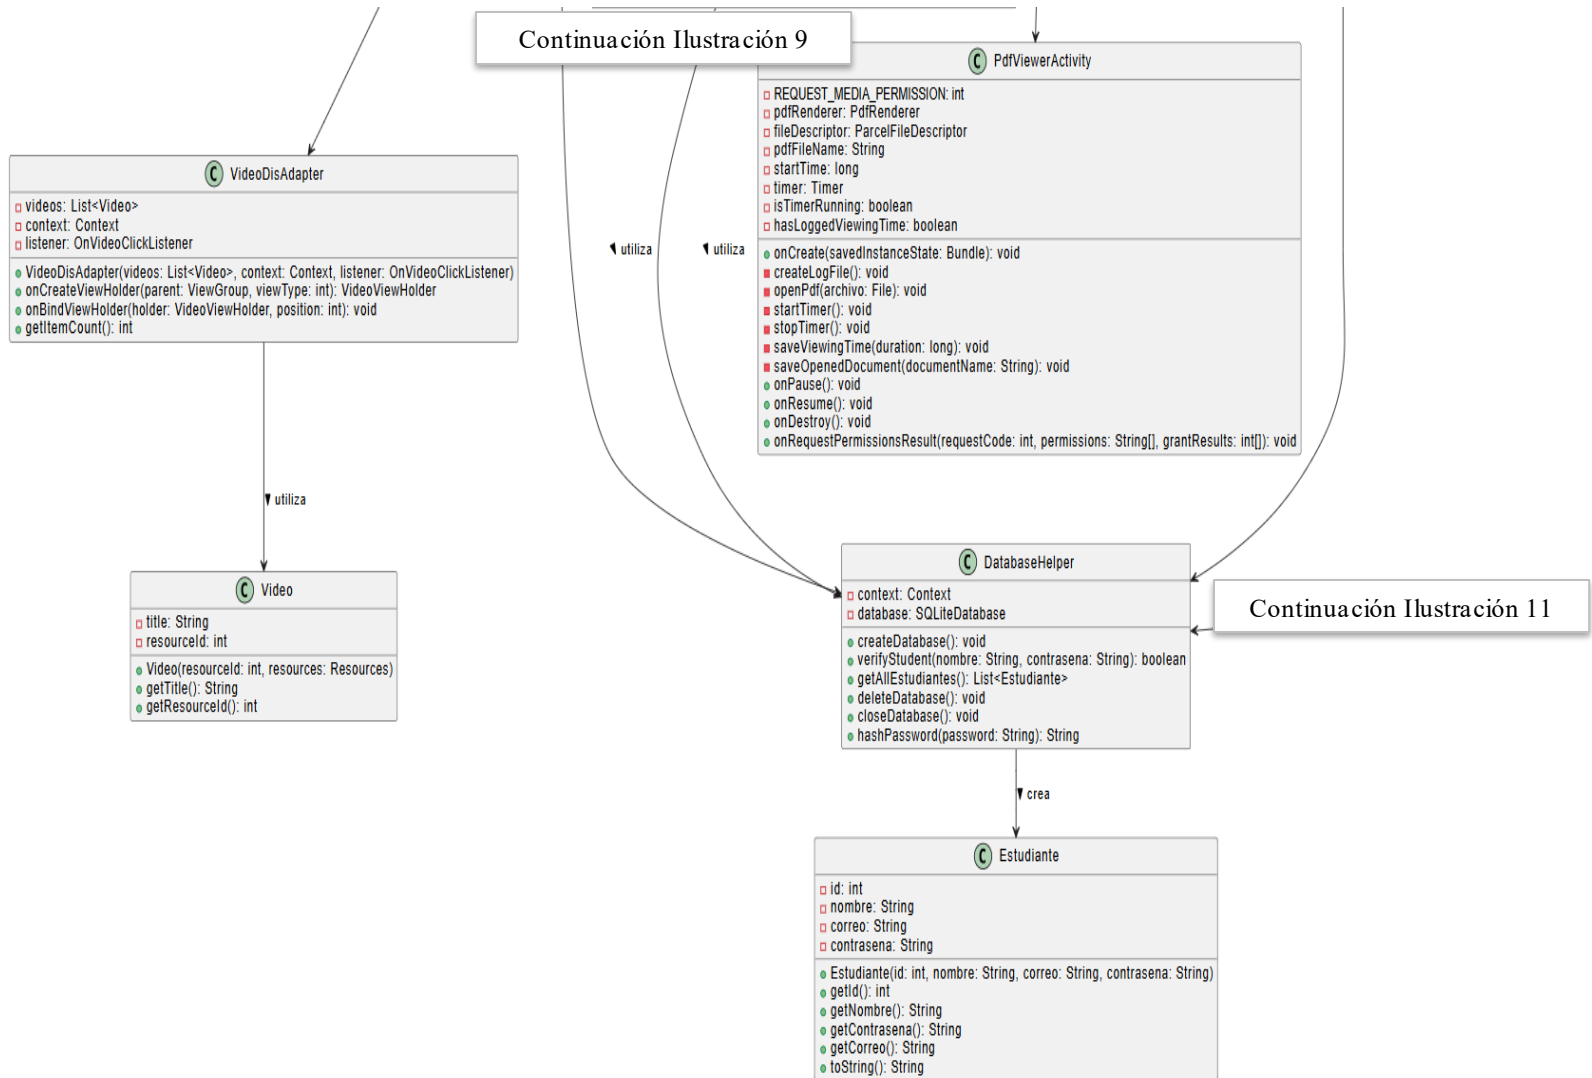 Continuación Ilustración 9
C PdfViewerActivity
REQUEST_MEDIA_PERMISSION: int
pdfRenderer: PdfRenderer
fileDescriptor: ParcelFileDescriptor
pdfFileName: String
startTime: long
timer: Timer
isTimerRunning: boolean
hasLoggedViewingTime: boolean
onCreate(savedInstanceState: Bundle): void
createLogFile(): void
openPdf(archivo: File): void
startTimer(): void
stopTimer(): void
saveViewingTime(duration: long): void
saveOpenedDocument(documentName: String): void
onPause(): void
onResume(): void
onDestroy(): void
onRequestPermissionsResult(requestCode: int, permissions: String[], grantResults: int[]): void
C VideoDisAdapter
videos: List<Video>
context: Context
listener: OnVideoClickListener
VideoDisAdapter(videos: List<Video>, context: Context, listener: OnVideoClickListener)
onCreateViewHolder(parent: ViewGroup, viewType: int): VideoViewHolder
onBindViewHolder(holder: VideoViewHolder, position: int): void
getItemCount(): int
utiliza
utiliza
utiliza
C Video
title: String
resourceId: int
Video(resourceId: int, resources: Resources)
getTitle(): String
getResourceId(): int
C DatabaseHelper
context: Context
database: SQLiteDatabase
createDatabase(): void
verifyStudent(nombre: String, contrasena: String): boolean
getAllEstudiantes(): List<Estudiante>
deleteDatabase(): void
closeDatabase(): void
hashPassword(password: String): String
Continuación Ilustración 11
crea
C Estudiante
id: int
nombre: String
correo: String
contrasena: String
Estudiante(id: int, nombre: String, correo: String, contrasena: String)
getId(): int
getNombre(): String
getContrasena(): String
getCorreo(): String
toString(): String